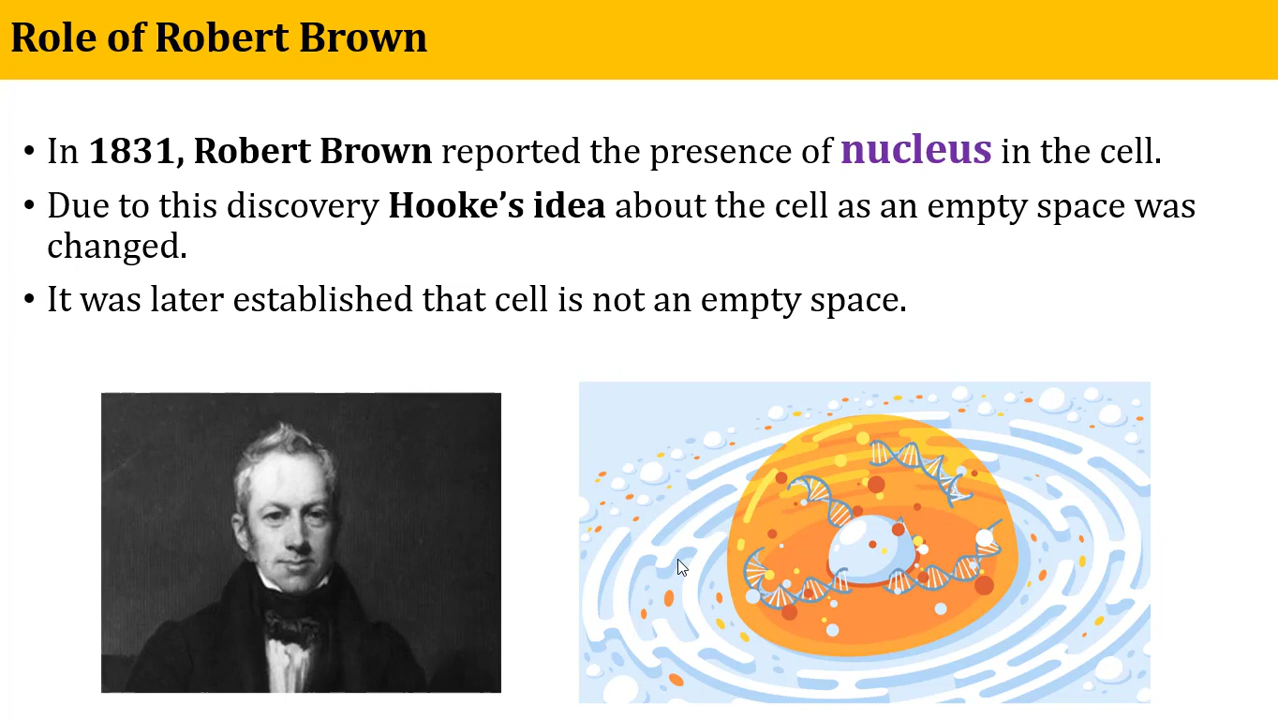 Role of Robert Brown
• In 1831, Robert Brown reported the presence of nucleus in the cell.
• Due to this discovery Hooke’s idea about the cell as an empty space was
changed.
• It was later established that cell is not an empty space.